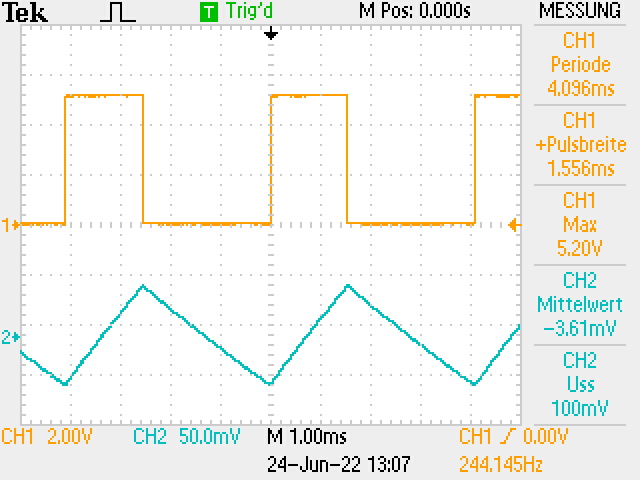 Tek T Trig'd M Pos: 0.000s MESSUNG
CH1
Periode
4.096ms
CH1
+Pulsbreite
1.556ms
CH1
Max
5.20V
CH2
Mittelwert
-3.61mV
CH2
Uss
100mV
1
2
CH1 2.00V CH2 50.0mV M 1.00ms CH1 0.00V
24-Jun-22 13:07 244.145Hz